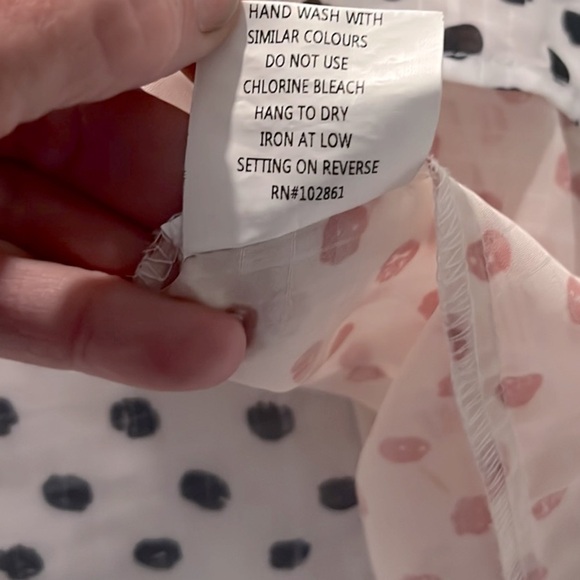 HAND WASH WITH
SIMILAR COLOURS
DO NOT USE
CHLORINE BLEACH
HANG TO DRY
IRON AT LOW
SETTING ON REVERSE
RN#102861